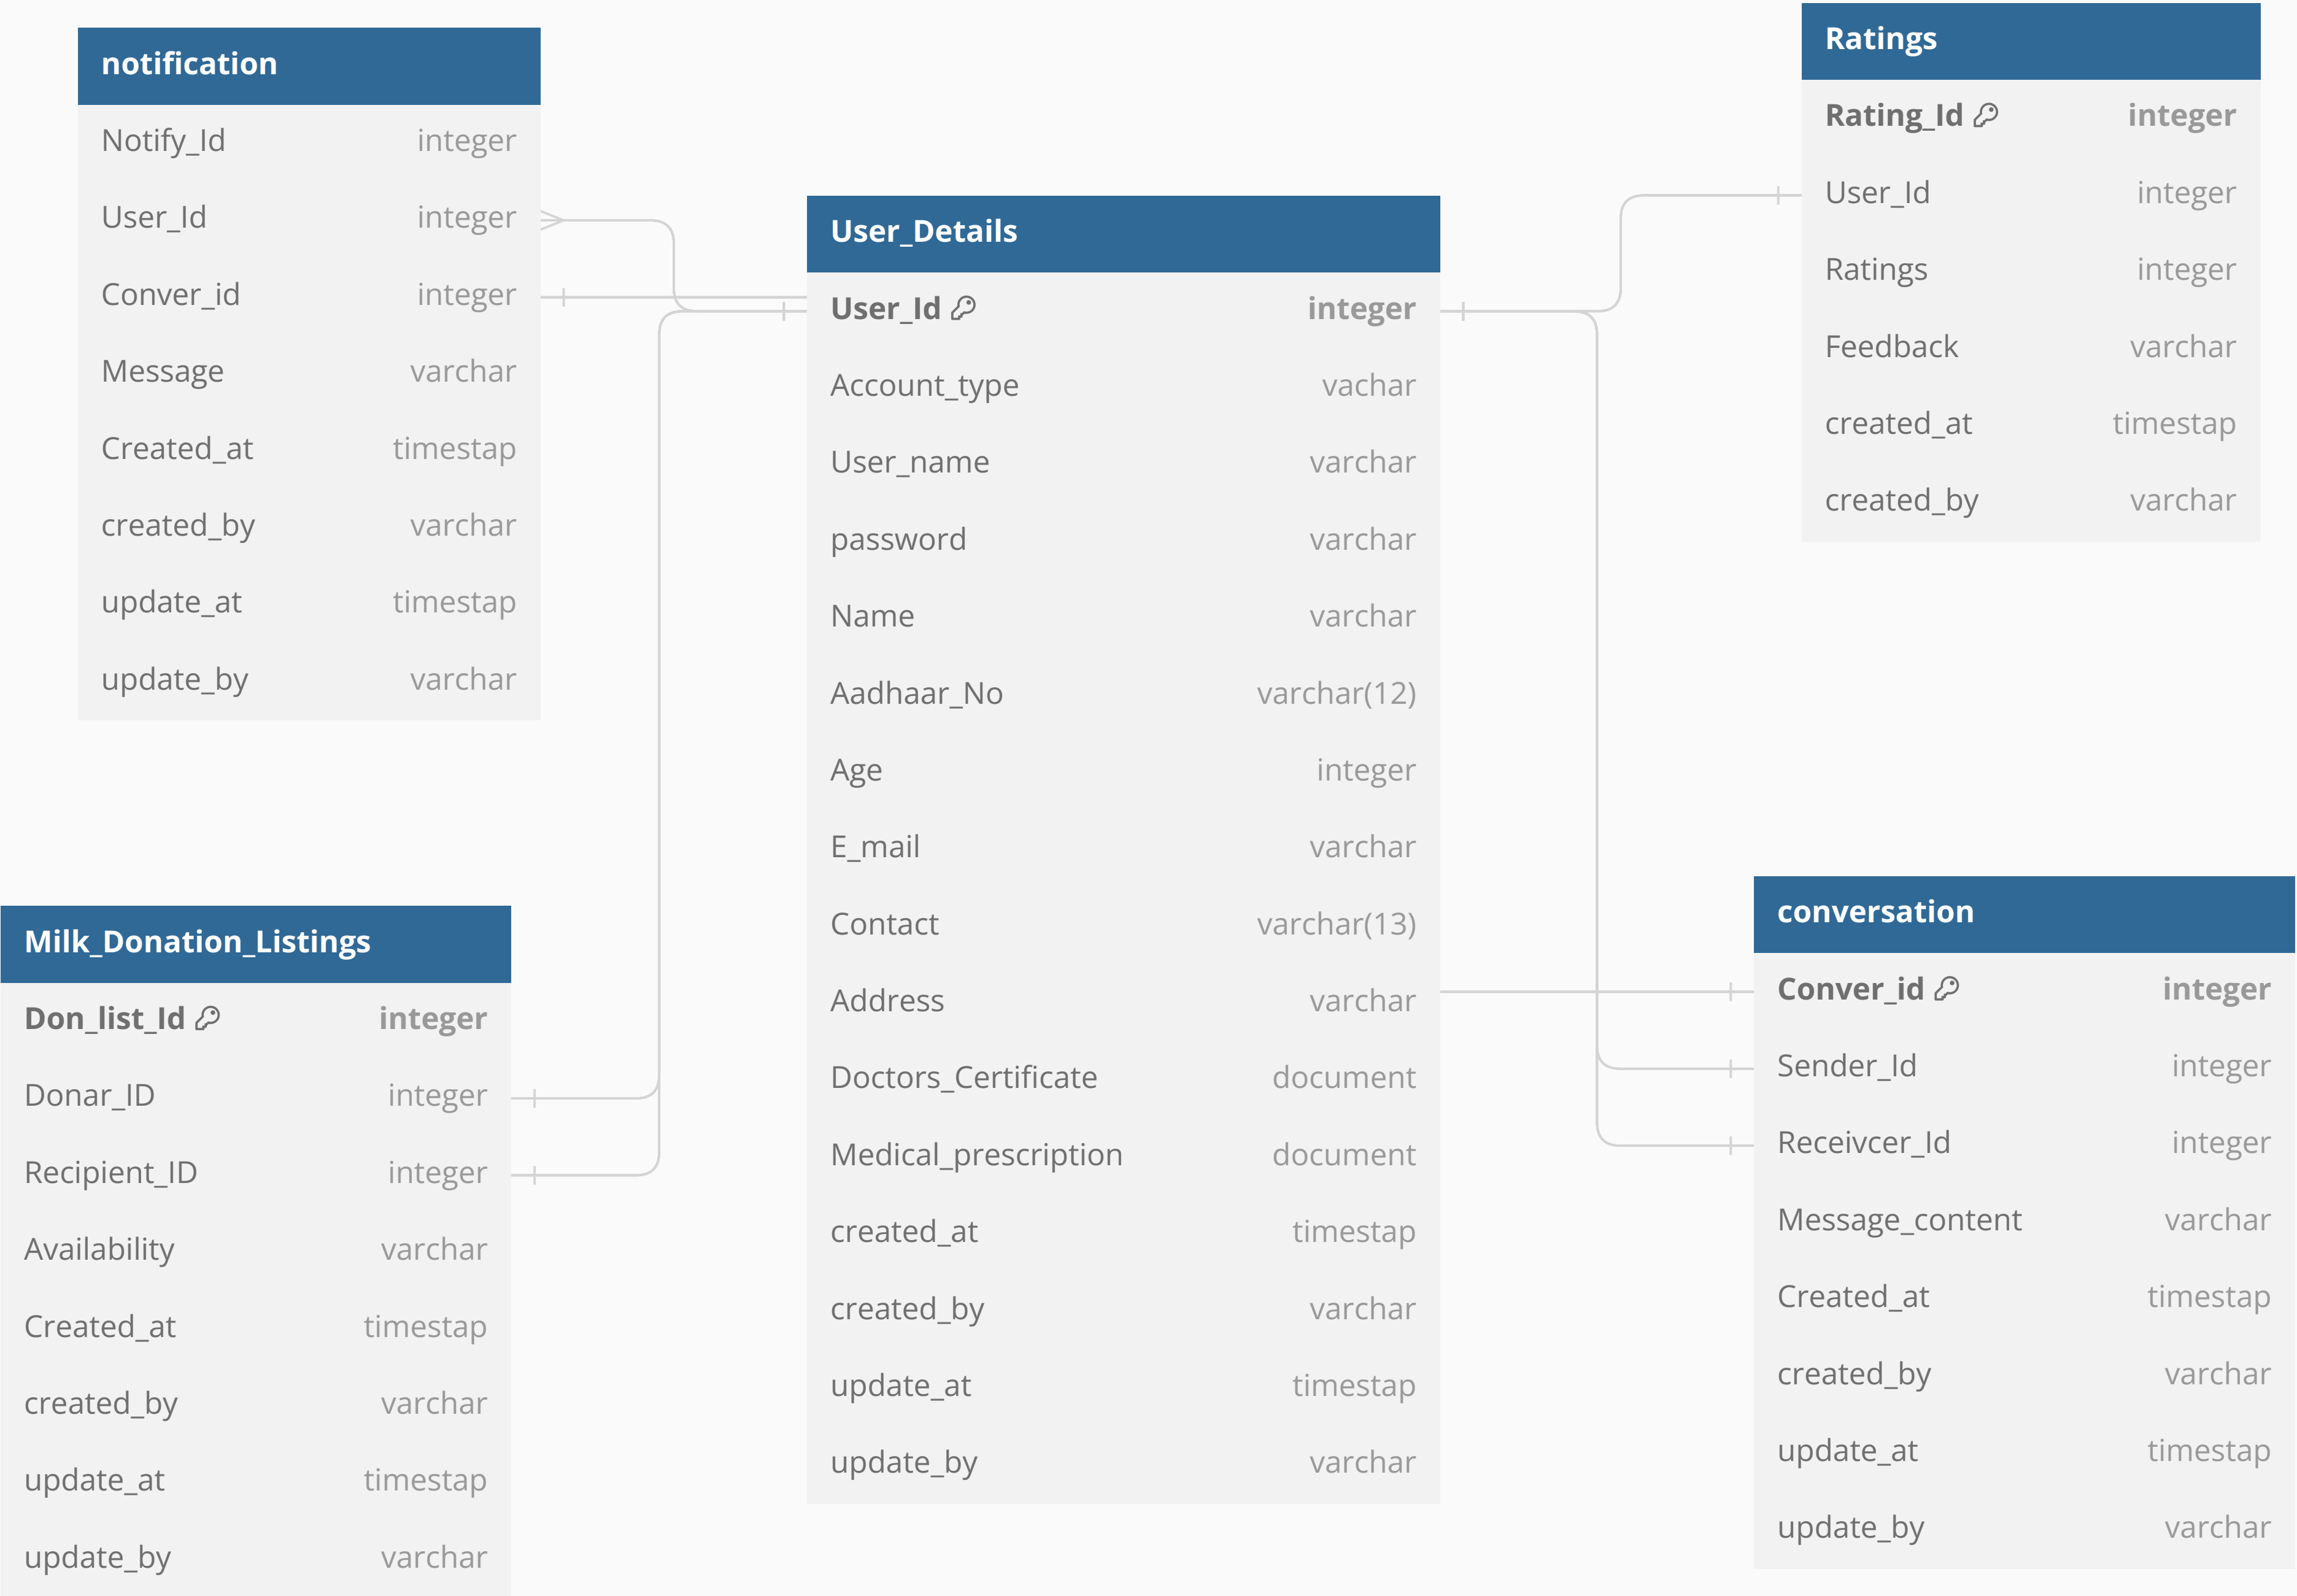 notification
Notify_Id integer
User_Id integer
Conver_id integer
Message varchar
Created_at timestap
created_by varchar
update_at timestap
update_by varchar
Milk_Donation_Listings
Don_list_Id integer
Donar_ID integer
Recipient_ID integer
Availability varchar
Created_at timestap
created_by varchar
update_at timestap
update_by varchar
User_Details
User_Id integer
Account_type vachar
User_name varchar
password varchar
Name varchar
Aadhaar_No varchar(12)
Age integer
E_mail varchar
Contact varchar(13)
Address varchar
Doctors_Certificate document
Medical_prescription document
created_at timestap
created_by varchar
update_at timestap
update_by varchar
Ratings
Rating_Id integer
User_Id integer
Ratings integer
Feedback varchar
created_at timestap
created_by varchar
conversation
Conver_id integer
Sender_Id integer
Receivcer_Id integer
Message_content varchar
Created_at timestap
created_by varchar
update_at timestap
update_by varchar